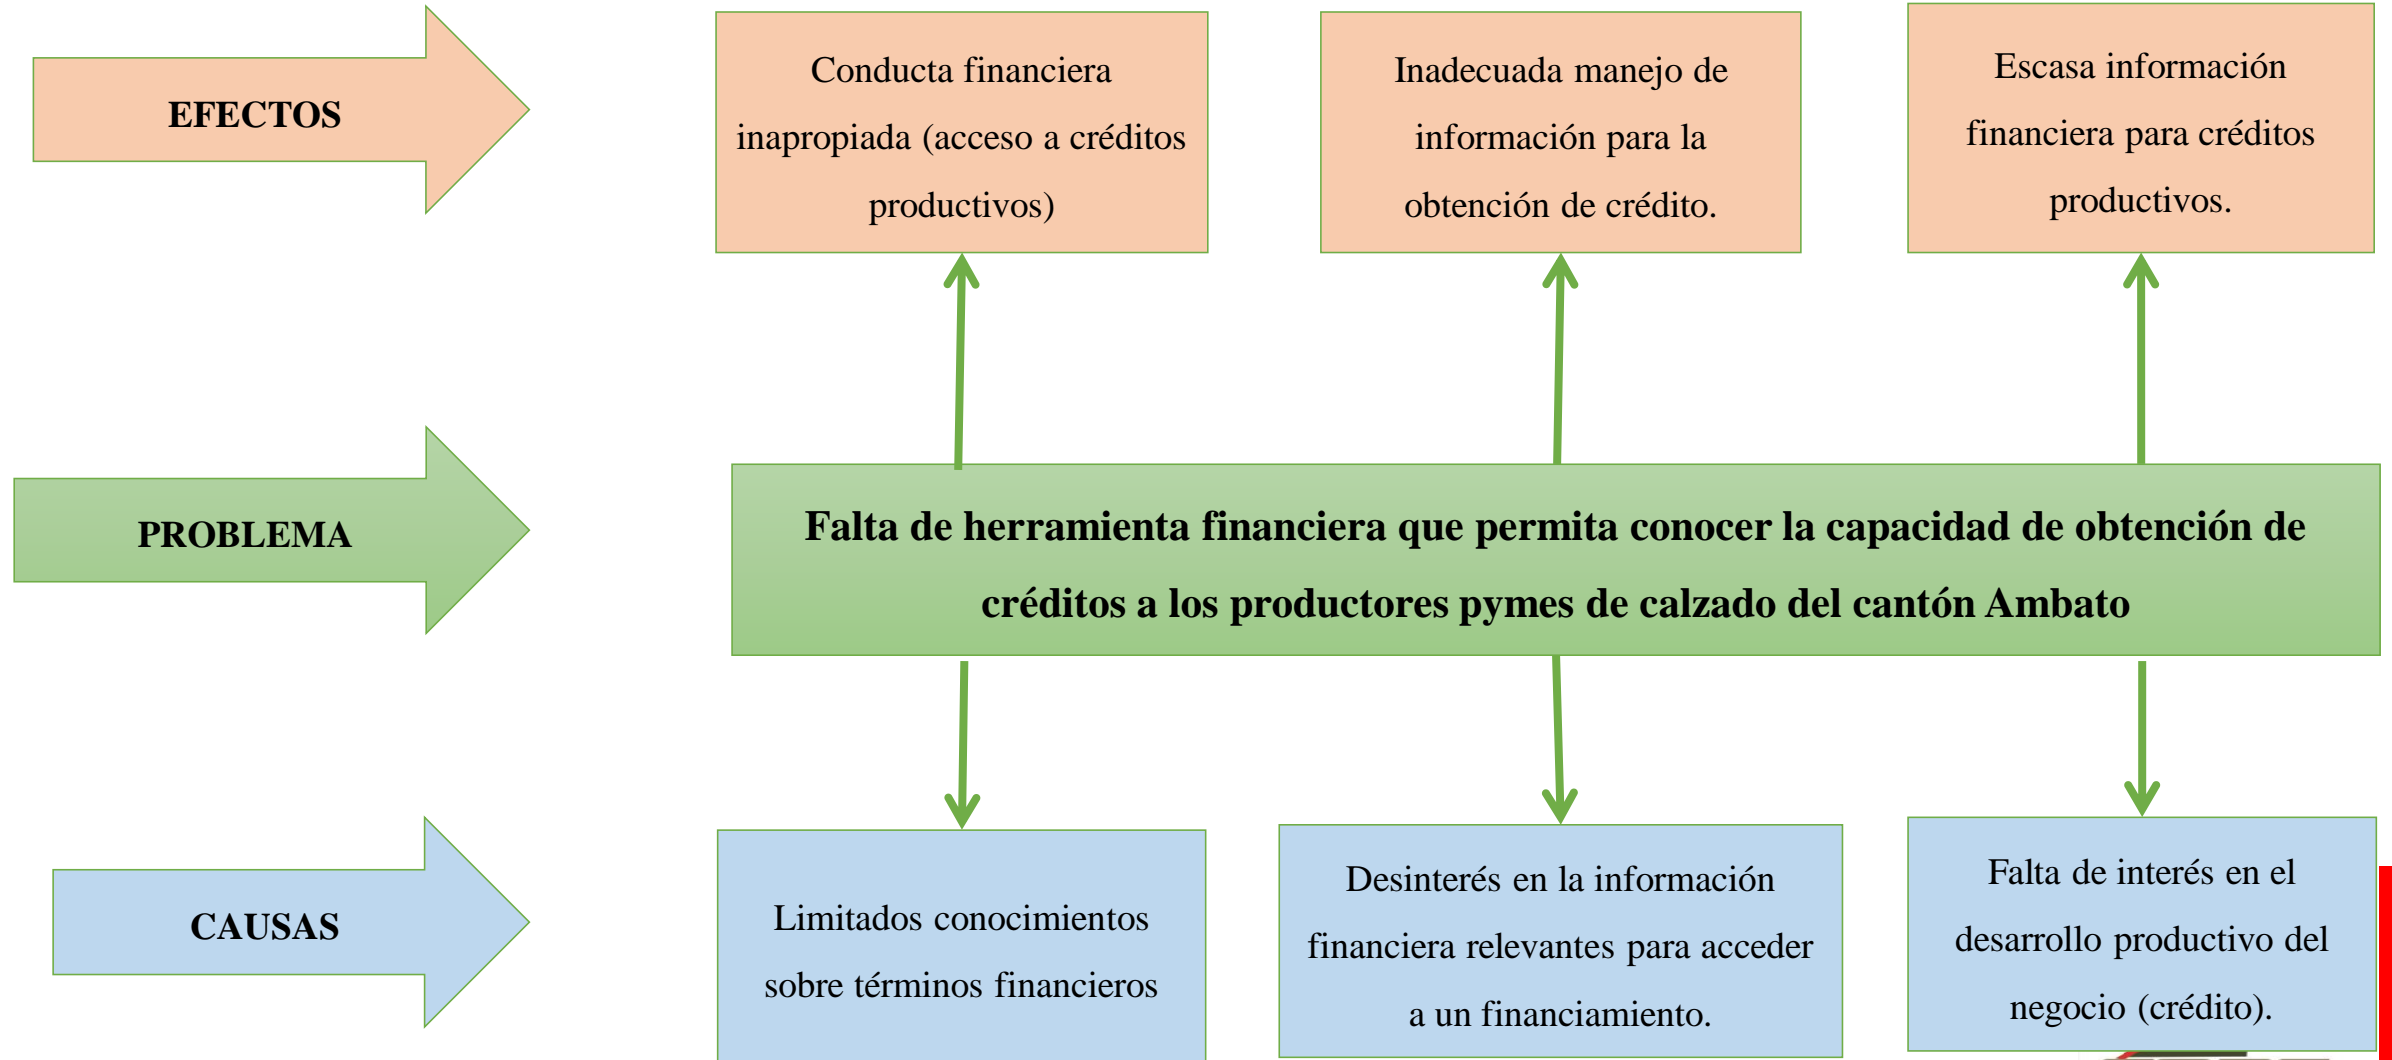 EFECTOS
Conducta financiera
inapropiada (acceso a créditos
productivos)
Inadecuada manejo de
información para la
obtención de crédito.
Escasa información
financiera para créditos
productivos.
PROBLEMA
Falta de herramienta financiera que permita conocer la capacidad de obtención de
créditos a los productores pymes de calzado del cantón Ambato
CAUSAS
Limitados conocimientos
sobre términos financieros
Desinterés en la información
financiera relevantes para acceder
a un financiamiento.
Falta de interés en el
desarrollo productivo del
negocio (crédito).